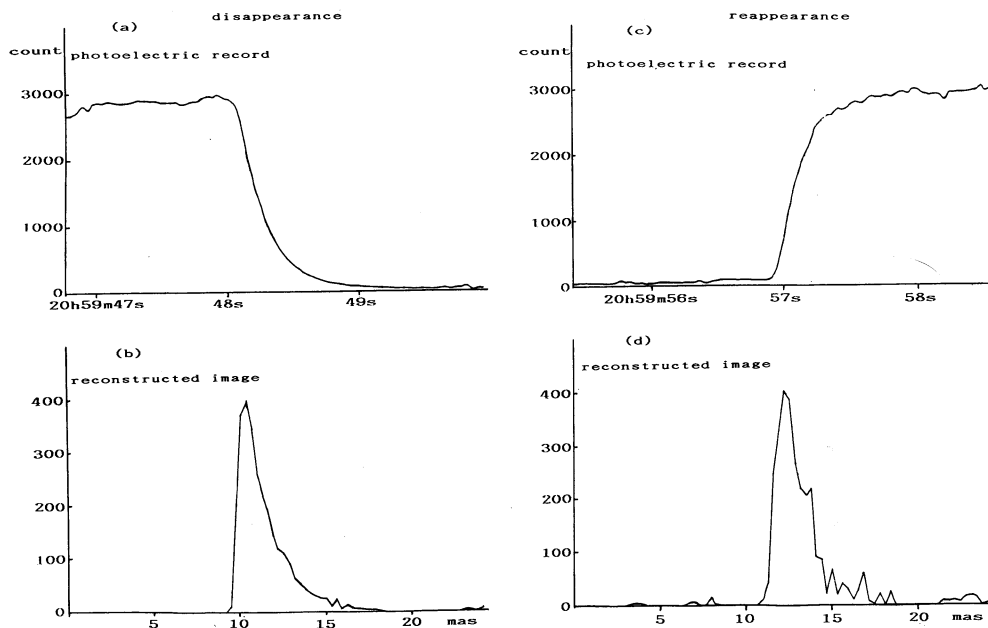 disappearance
(a)
count
photoelectric record
3000
2000
1000
0
20h59m47s 48s 49s
(b)
reconstructed image
400
300
200
100
0
5 10 15 20 mas
reappearance
(c)
count
photoelectric record
3000
2000
1000
0
20h59m56s 57s 58s
(d)
reconstructed image
400
300
200
100
0
5 10 15 20 mas